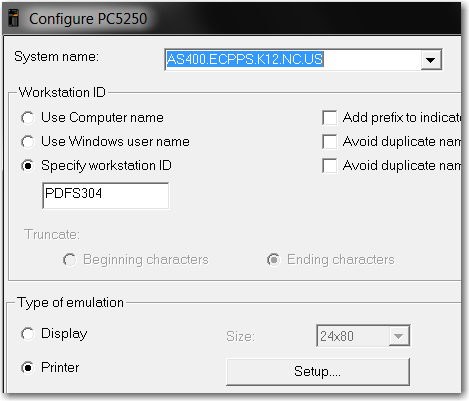 Configure PC5250
System name: AS400.ECPPS.K12.NC.US
Workstation ID
Use Computer name
Add prefix to indicate
Use Windows user name
Avoid duplicate nam
Specify workstation ID
Avoid duplicate nam
PDFS304
Truncate:
Beginning characters Ending characters
Type of emulation
Display Size: 24x80
Printer Setup....